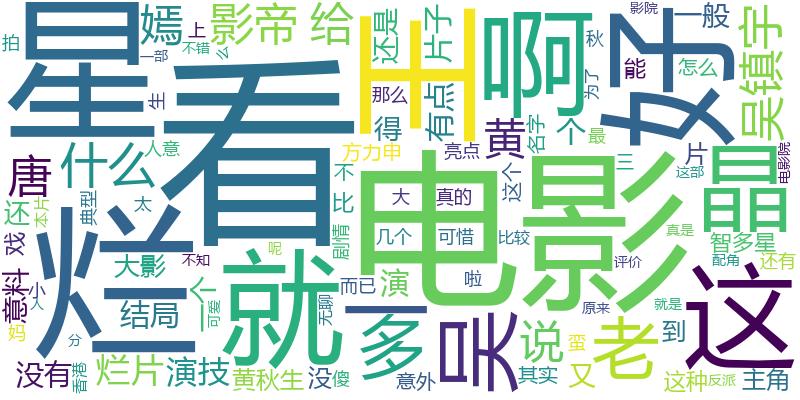 星
看
电影
王
啊
好
这
烂
就
晶
吴
多
一
老
黄
唐
嫣
影帝
给
什么
吴镇宇
说
一个
演
个
没有
烂片
演技
黄秋生
没
傻
意外
其实
又
蛮
到
这种
反派
主角
结局
大影
意料
戏
还
小
人
妈
分
香港
无聊
可爱
不知
呢
而已
啦
剧情
比
不
几个
可惜
大
真的
比较
原来
就是
评价
真是
配角
还有
智多星
片
三
最
这个
名字
亮点
方力申
那么
得
有点
还是
片子
一般
能
怎么
影院
电影院
这部
为了
上
不错
么
一部
生
拍
人意
太
典型
本片